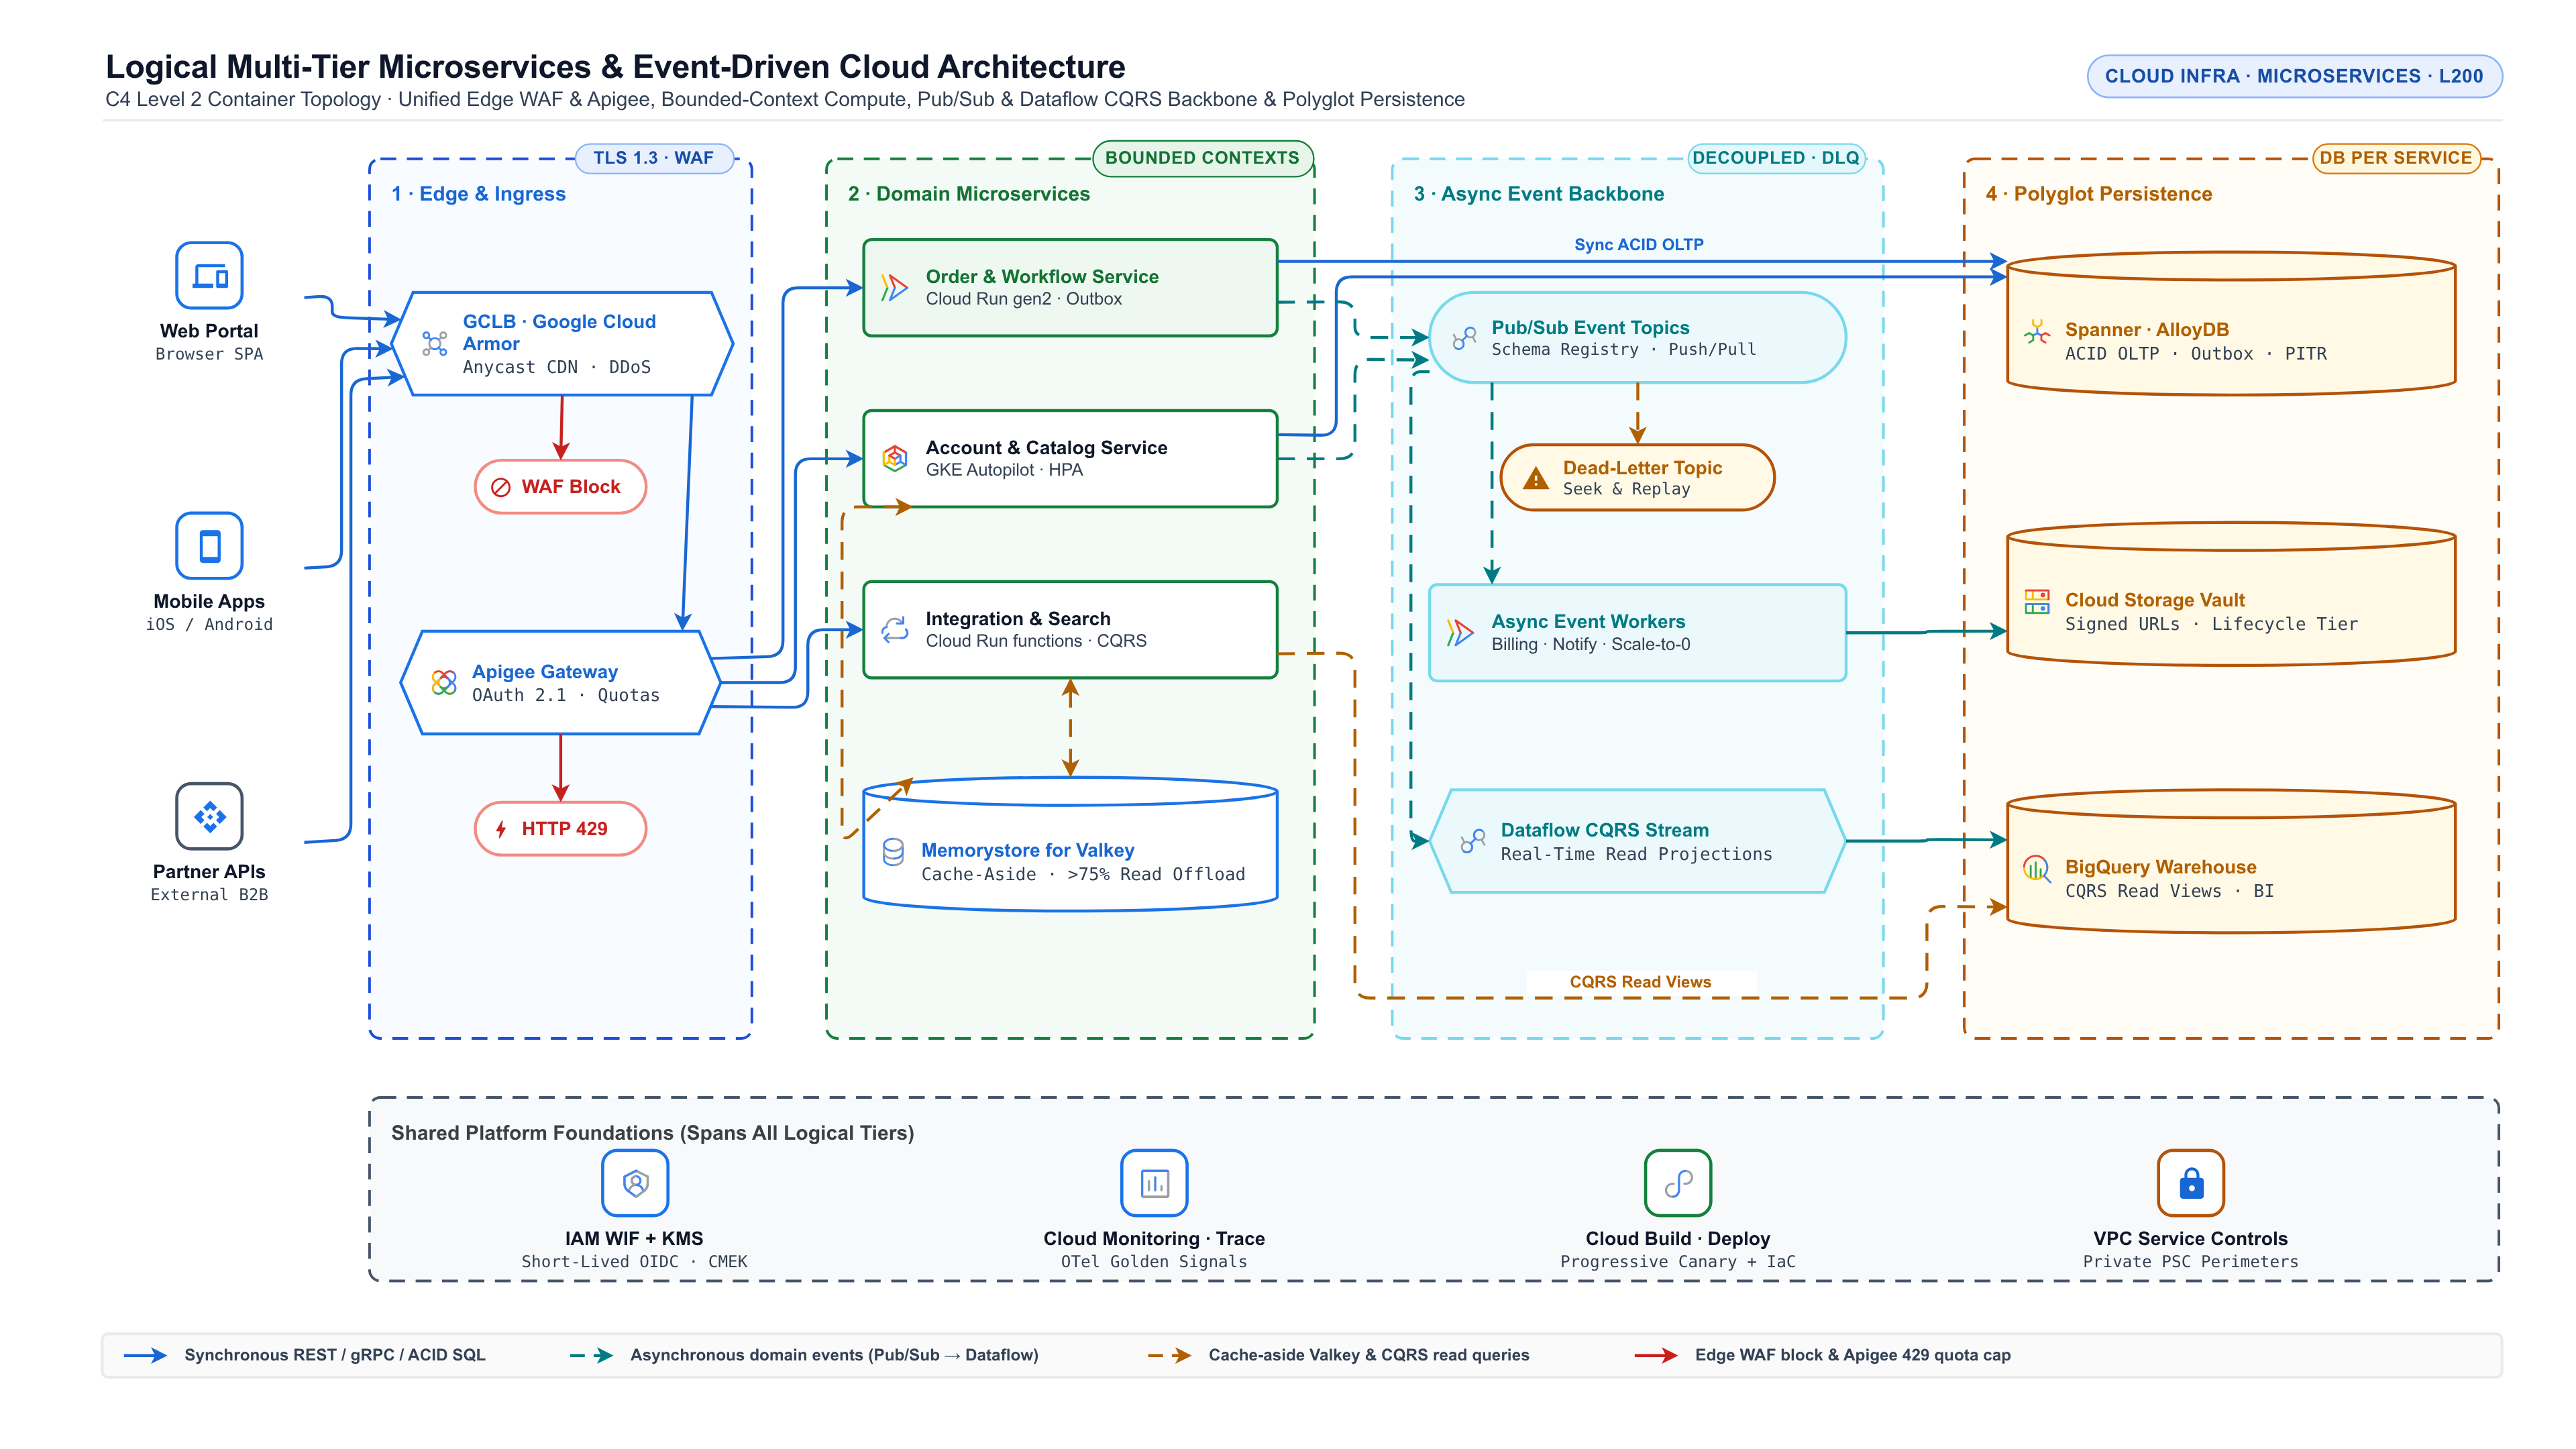 Logical Multi-Tier Microservices & Event-Driven Cloud Architecture
C4 Level 2 Container Topology · Unified Edge WAF & Apigee, Bounded-Context Compute, Pub/Sub & Dataflow CQRS Backbone & Polyglot Persistence
CLOUD INFRA · MICROSERVICES · L200
Web Portal
Browser SPA
Mobile Apps
iOS / Android
Partner APIs
External B2B
TLS 1.3 · WAF
1 · Edge & Ingress
GCLB · Google Cloud
Armor
Anycast CDN · DDoS
WAF Block
Apigee Gateway
OAuth 2.1 · Quotas
HTTP 429
BOUNDED CONTEXTS
2 · Domain Microservices
Order & Workflow Service
Cloud Run gen2 · Outbox
Account & Catalog Service
GKE Autopilot · HPA
Integration & Search
Cloud Run functions · CQRS
Memorystore for Valkey
Cache-Aside · >75% Read Offload
DECOUPLED · DLQ
3 · Async Event Backbone
Sync ACID OLTP
Pub/Sub Event Topics
Schema Registry · Push/Pull
Dead-Letter Topic
Seek & Replay
Async Event Workers
Billing · Notify · Scale-to-0
Dataflow CQRS Stream
Real-Time Read Projections
CQRS Read Views
DB PER SERVICE
4 · Polyglot Persistence
Spanner · AlloyDB
ACID OLTP · Outbox · PITR
Cloud Storage Vault
Signed URLs · Lifecycle Tier
BigQuery Warehouse
CQRS Read Views · BI
Shared Platform Foundations (Spans All Logical Tiers)
IAM WIF + KMS
Short-Lived OIDC · CMEK
Cloud Monitoring · Trace
OTel Golden Signals
Cloud Build · Deploy
Progressive Canary + IaC
VPC Service Controls
Private PSC Perimeters
Synchronous REST / gRPC / ACID SQL
Asynchronous domain events (Pub/Sub → Dataflow)
Cache-aside Valkey & CQRS read queries
Edge WAF block & Apigee 429 quota cap